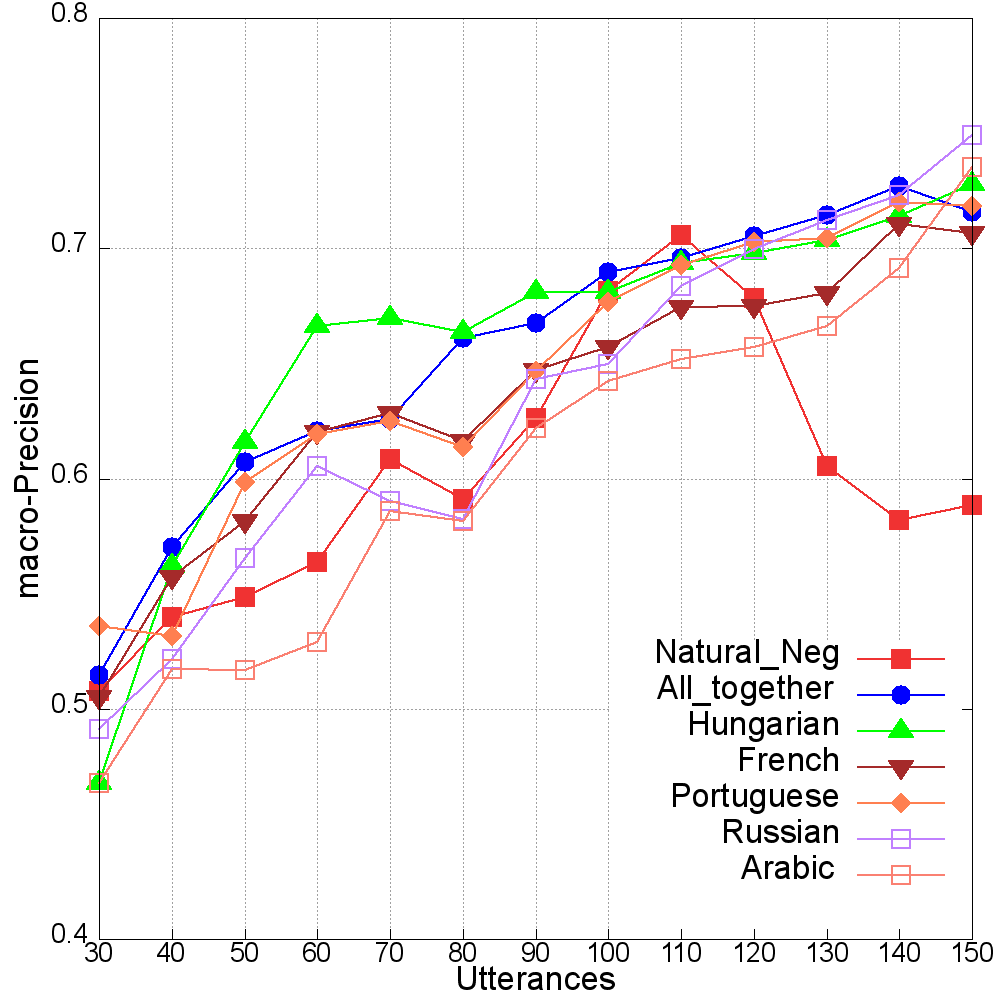 0.8
0.7
0.6
0.5
0.4
macro-Precision
Natural_Neg
All_together
Hungarian
French
Portuguese
Russian
Arabic
30 40 50 60 70 80 90 100 110 120 130 140 150
Utterances